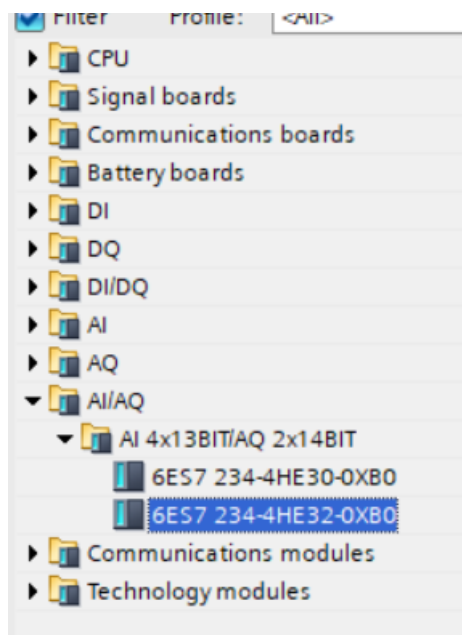 Filter Profile: <All>
CPU
Signal boards
Communications boards
Battery boards
DI
DQ
DI/DQ
AI
AQ
AI/AQ
AI 4x13BIT/AQ 2x14BIT
6ES7 234-4HE30-0XB0
6ES7 234-4HE32-0XB0
Communications modules
Technology modules